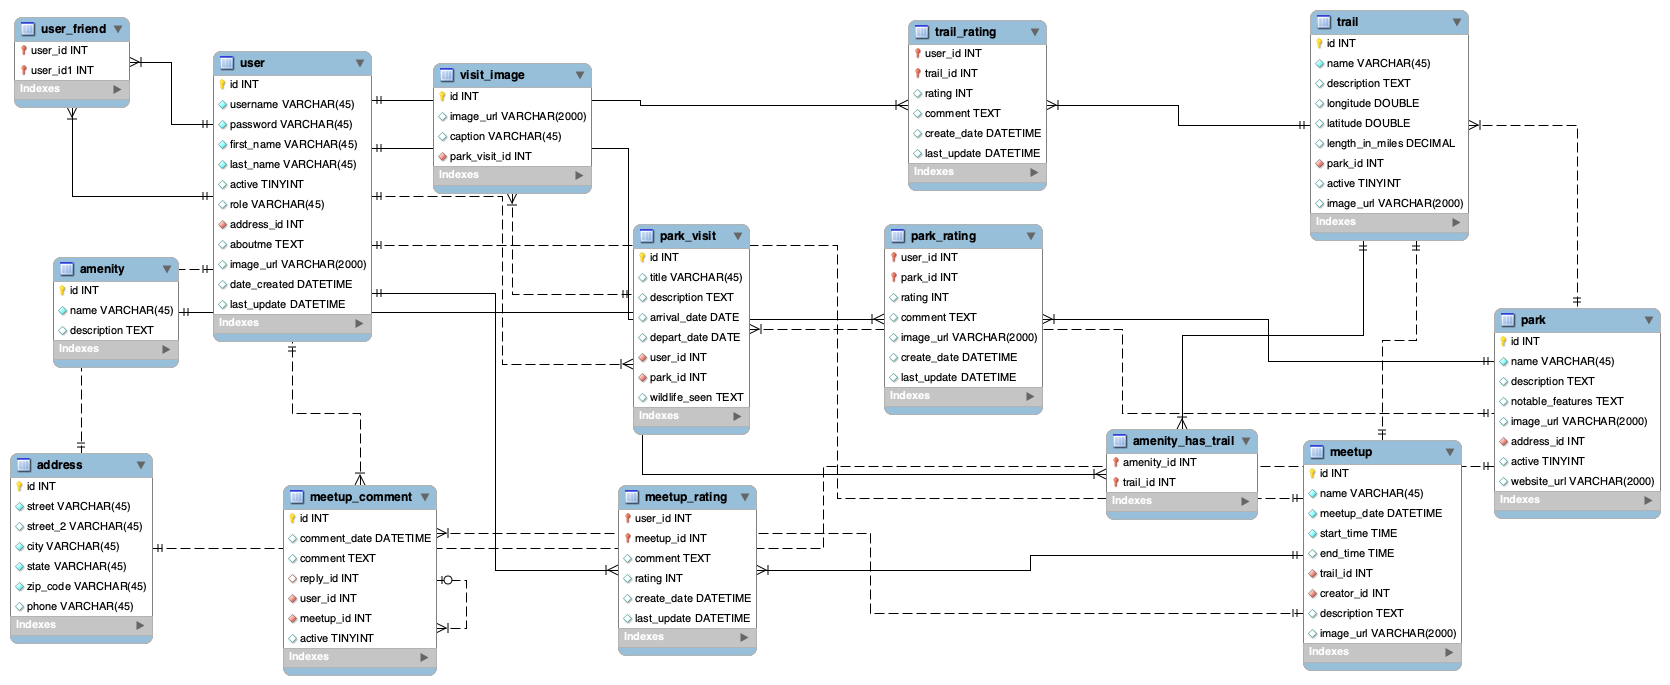 user_friend
user_id INT
user_id1 INT
Indexes
user
id INT
username VARCHAR(45)
password VARCHAR(45)
first_name VARCHAR(45)
last_name VARCHAR(45)
active TINYINT
role VARCHAR(45)
address_id INT
aboutme TEXT
image_url VARCHAR(2000)
date_created DATETIME
last_update DATETIME
Indexes
visit_image
id INT
image_url VARCHAR(2000)
caption VARCHAR(45)
park_visit_id INT
Indexes
trail_rating
user_id INT
trail_id INT
rating INT
comment TEXT
create_date DATETIME
last_update DATETIME
Indexes
trail
id INT
name VARCHAR(45)
description TEXT
longitude DOUBLE
latitude DOUBLE
length_in_miles DECIMAL
park_id INT
active TINYINT
image_url VARCHAR(2000)
Indexes
amenity
id INT
name VARCHAR(45)
description TEXT
Indexes
park_visit
id INT
title VARCHAR(45)
description TEXT
arrival_date DATE
depart_date DATE
user_id INT
park_id INT
wildlife_seen TEXT
Indexes
park_rating
user_id INT
park_id INT
rating INT
comment TEXT
image_url VARCHAR(2000)
create_date DATETIME
last_update DATETIME
Indexes
park
id INT
name VARCHAR(45)
description TEXT
notable_features TEXT
image_url VARCHAR(2000)
address_id INT
active TINYINT
website_url VARCHAR(2000)
Indexes
address
id INT
street VARCHAR(45)
street_2 VARCHAR(45)
city VARCHAR(45)
state VARCHAR(45)
zip_code VARCHAR(45)
phone VARCHAR(45)
Indexes
meetup_comment
id INT
comment_date DATETIME
comment TEXT
reply_id INT
user_id INT
meetup_id INT
active TINYINT
Indexes
meetup_rating
user_id INT
meetup_id INT
comment TEXT
rating INT
create_date DATETIME
last_update DATETIME
Indexes
amenity_has_trail
amenity_id INT
trail_id INT
Indexes
meetup
id INT
name VARCHAR(45)
meetup_date DATETIME
start_time TIME
end_time TIME
trail_id INT
creator_id INT
description TEXT
image_url VARCHAR(2000)
Indexes